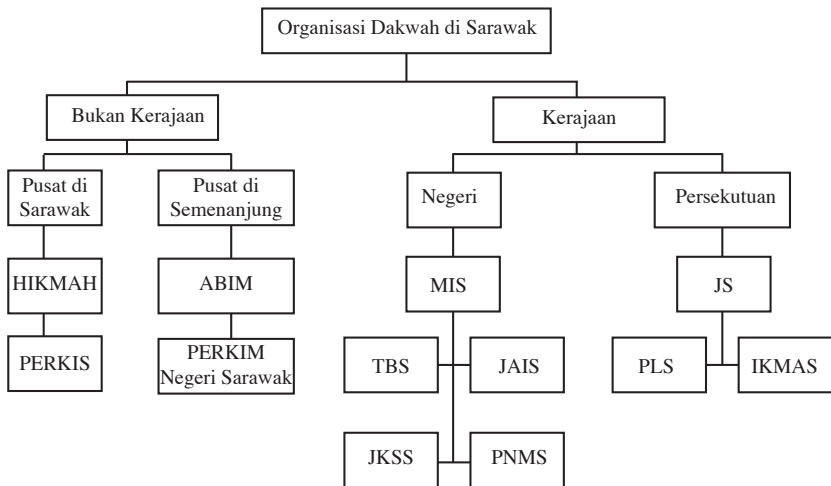 Organisasi Dakwah di Sarawak
Bukan Kerajaan
Kerajaan
Pusat di
Sarawak
Pusat di
Semenanjung
Negeri
Persekutuan
HIKMAH
ABIM
MIS
JS
PERKIS
PERKIM
Negeri Sarawak
TBS
JAIS
PLS
IKMAS
JKSS
PNMS